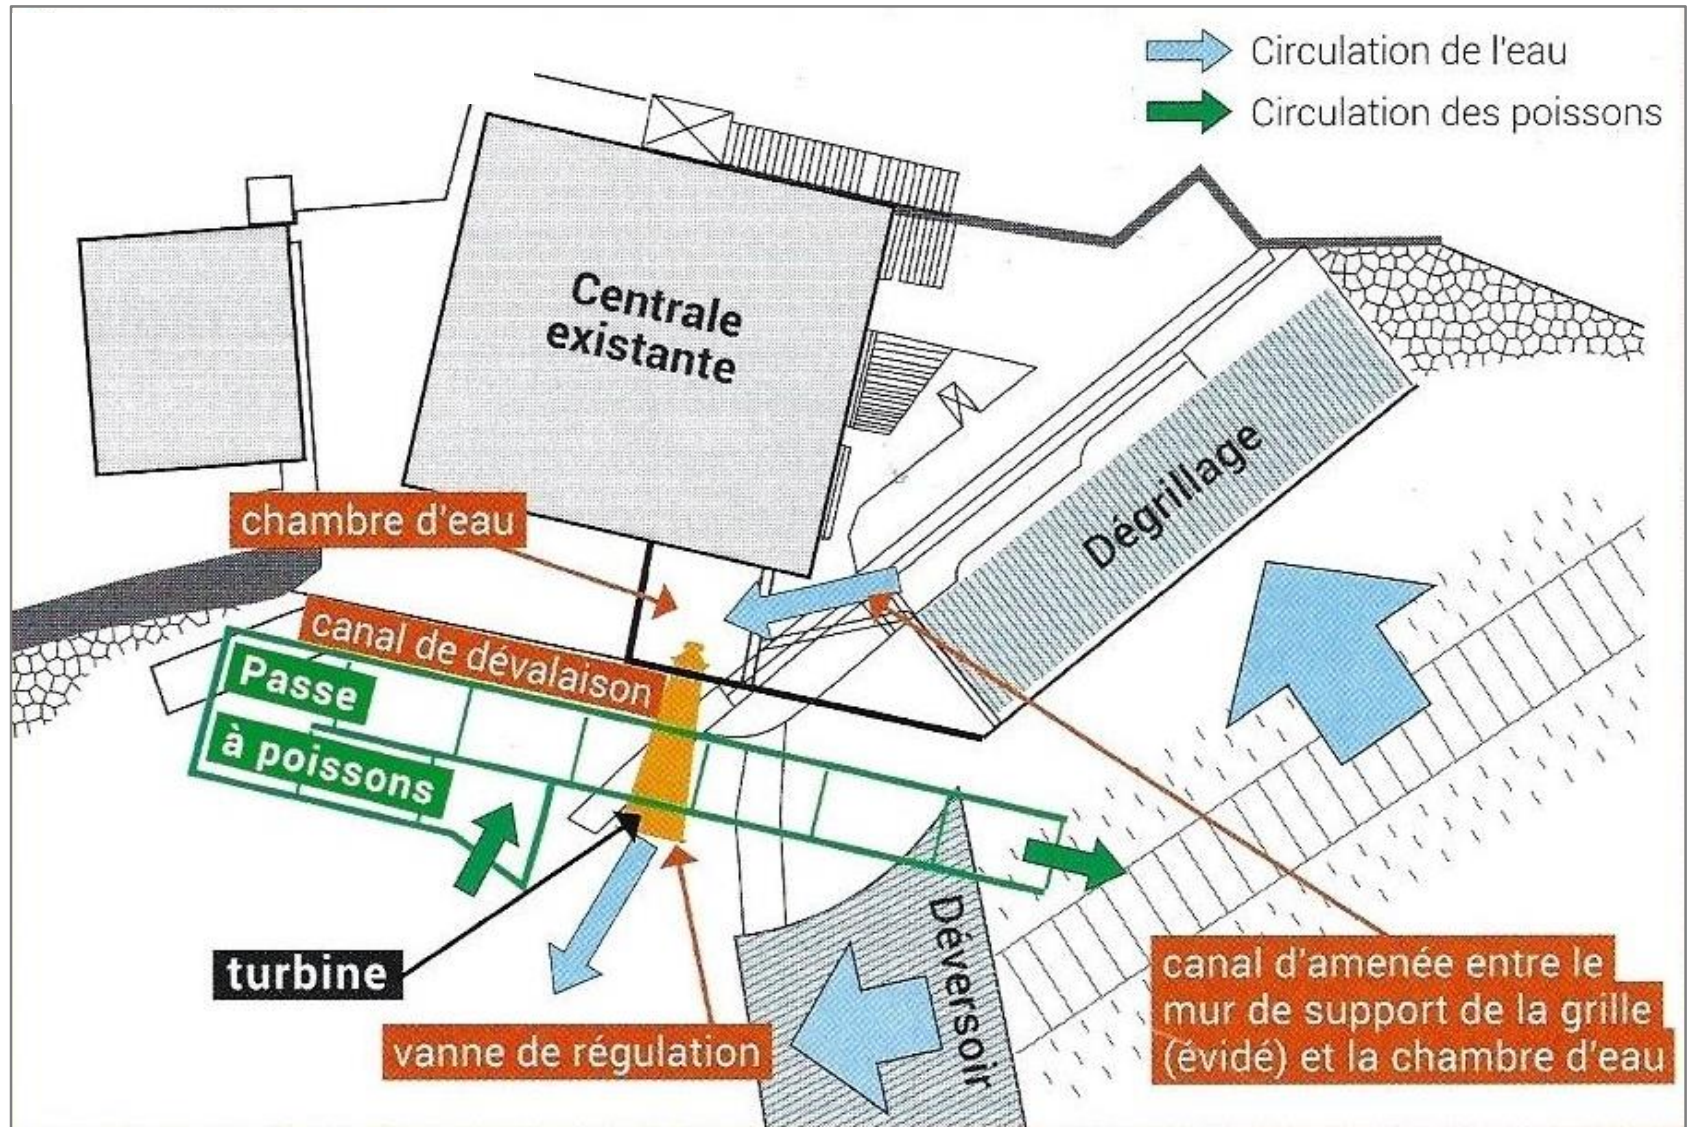 Circulation de l'eau
Circulation des poissons
Centrale
existante
Dégrillage
chambre d'eau
canal de dévalaison
Passe
à poissons
turbine
vanne de régulation
Déversoir
canal d'amenée entre le
mur de support de la grille
(évidé) et la chambre d'eau